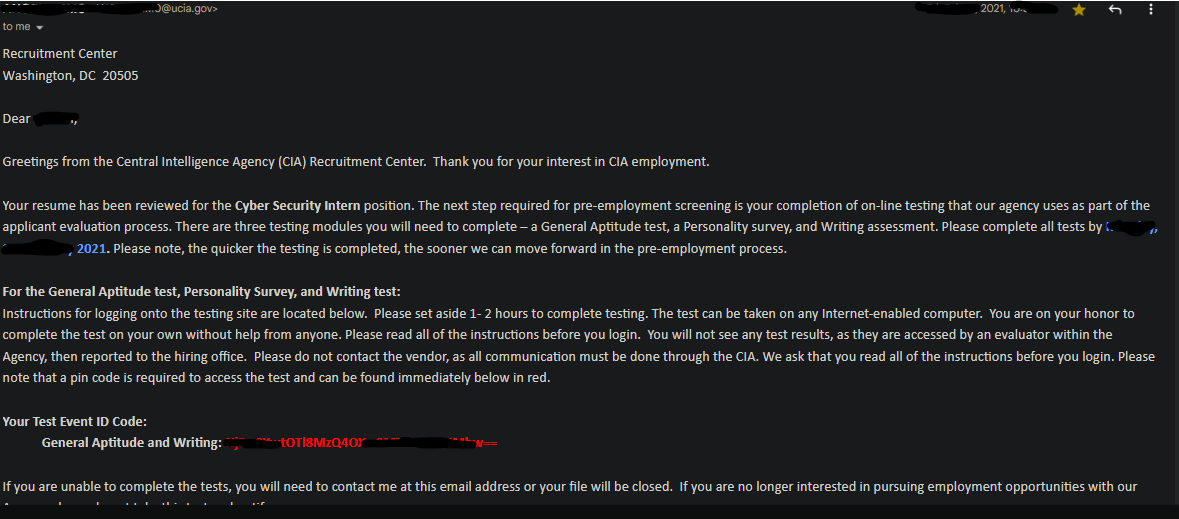 @ucia.gov>
2021,
to me
Recruitment Center
Washington, DC 20505
Dear
Greetings from the Central Intelligence Agency (CIA) Recruitment Center. Thank you for your interest in CIA employment.
Your resume has been reviewed for the Cyber Security Intern position. The next step required for pre-employment screening is your completion of on-line testing that our agency uses as part of the
applicant evaluation process. There are three testing modules you will need to complete – a General Aptitude test, a Personality survey, and Writing assessment. Please complete all tests by
, 2021. Please note, the quicker the testing is completed, the sooner we can move forward in the pre-employment process.
For the General Aptitude test, Personality Survey, and Writing test:
Instructions for logging onto the testing site are located below. Please set aside 1- 2 hours to complete testing. The test can be taken on any Internet-enabled computer. You are on your honor to
complete the test on your own without help from anyone. Please read all of the instructions before you login. You will not see any test results, as they are accessed by an evaluator within the
Agency, then reported to the hiring office. Please do not contact the vendor, as all communication must be done through the CIA. We ask that you read all of the instructions before you login. Please
note that a pin code is required to access the test and can be found immediately below in red.
Your Test Event ID Code:
General Aptitude and Writing:
If you are unable to complete the tests, you will need to contact me at this email address or your file will be closed. If you are no longer interested in pursuing employment opportunities with our